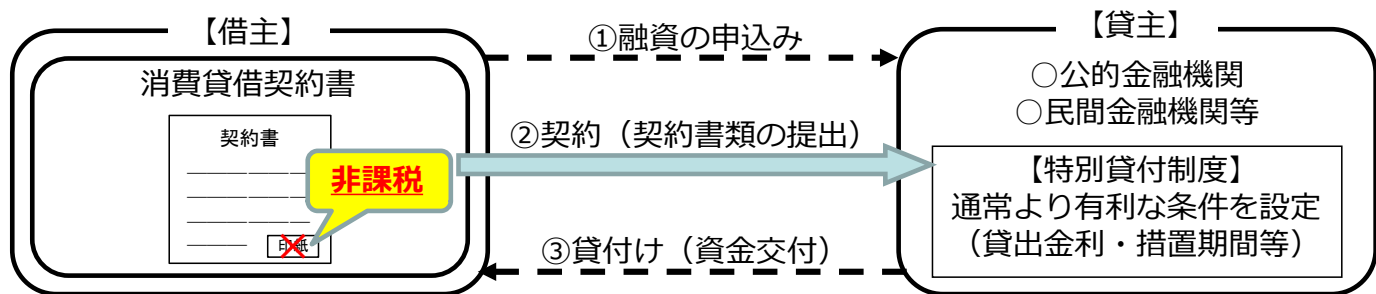 【借主】
消費貸借契約書
契約書
印紙
非課税
①融資の申込み
②契約（契約書類の提出）
③貸付け（資金交付）
【貸主】
○公的金融機関
○民間金融機関等
【特別貸付制度】
通常より有利な条件を設定
（貸出金利・措置期間等）